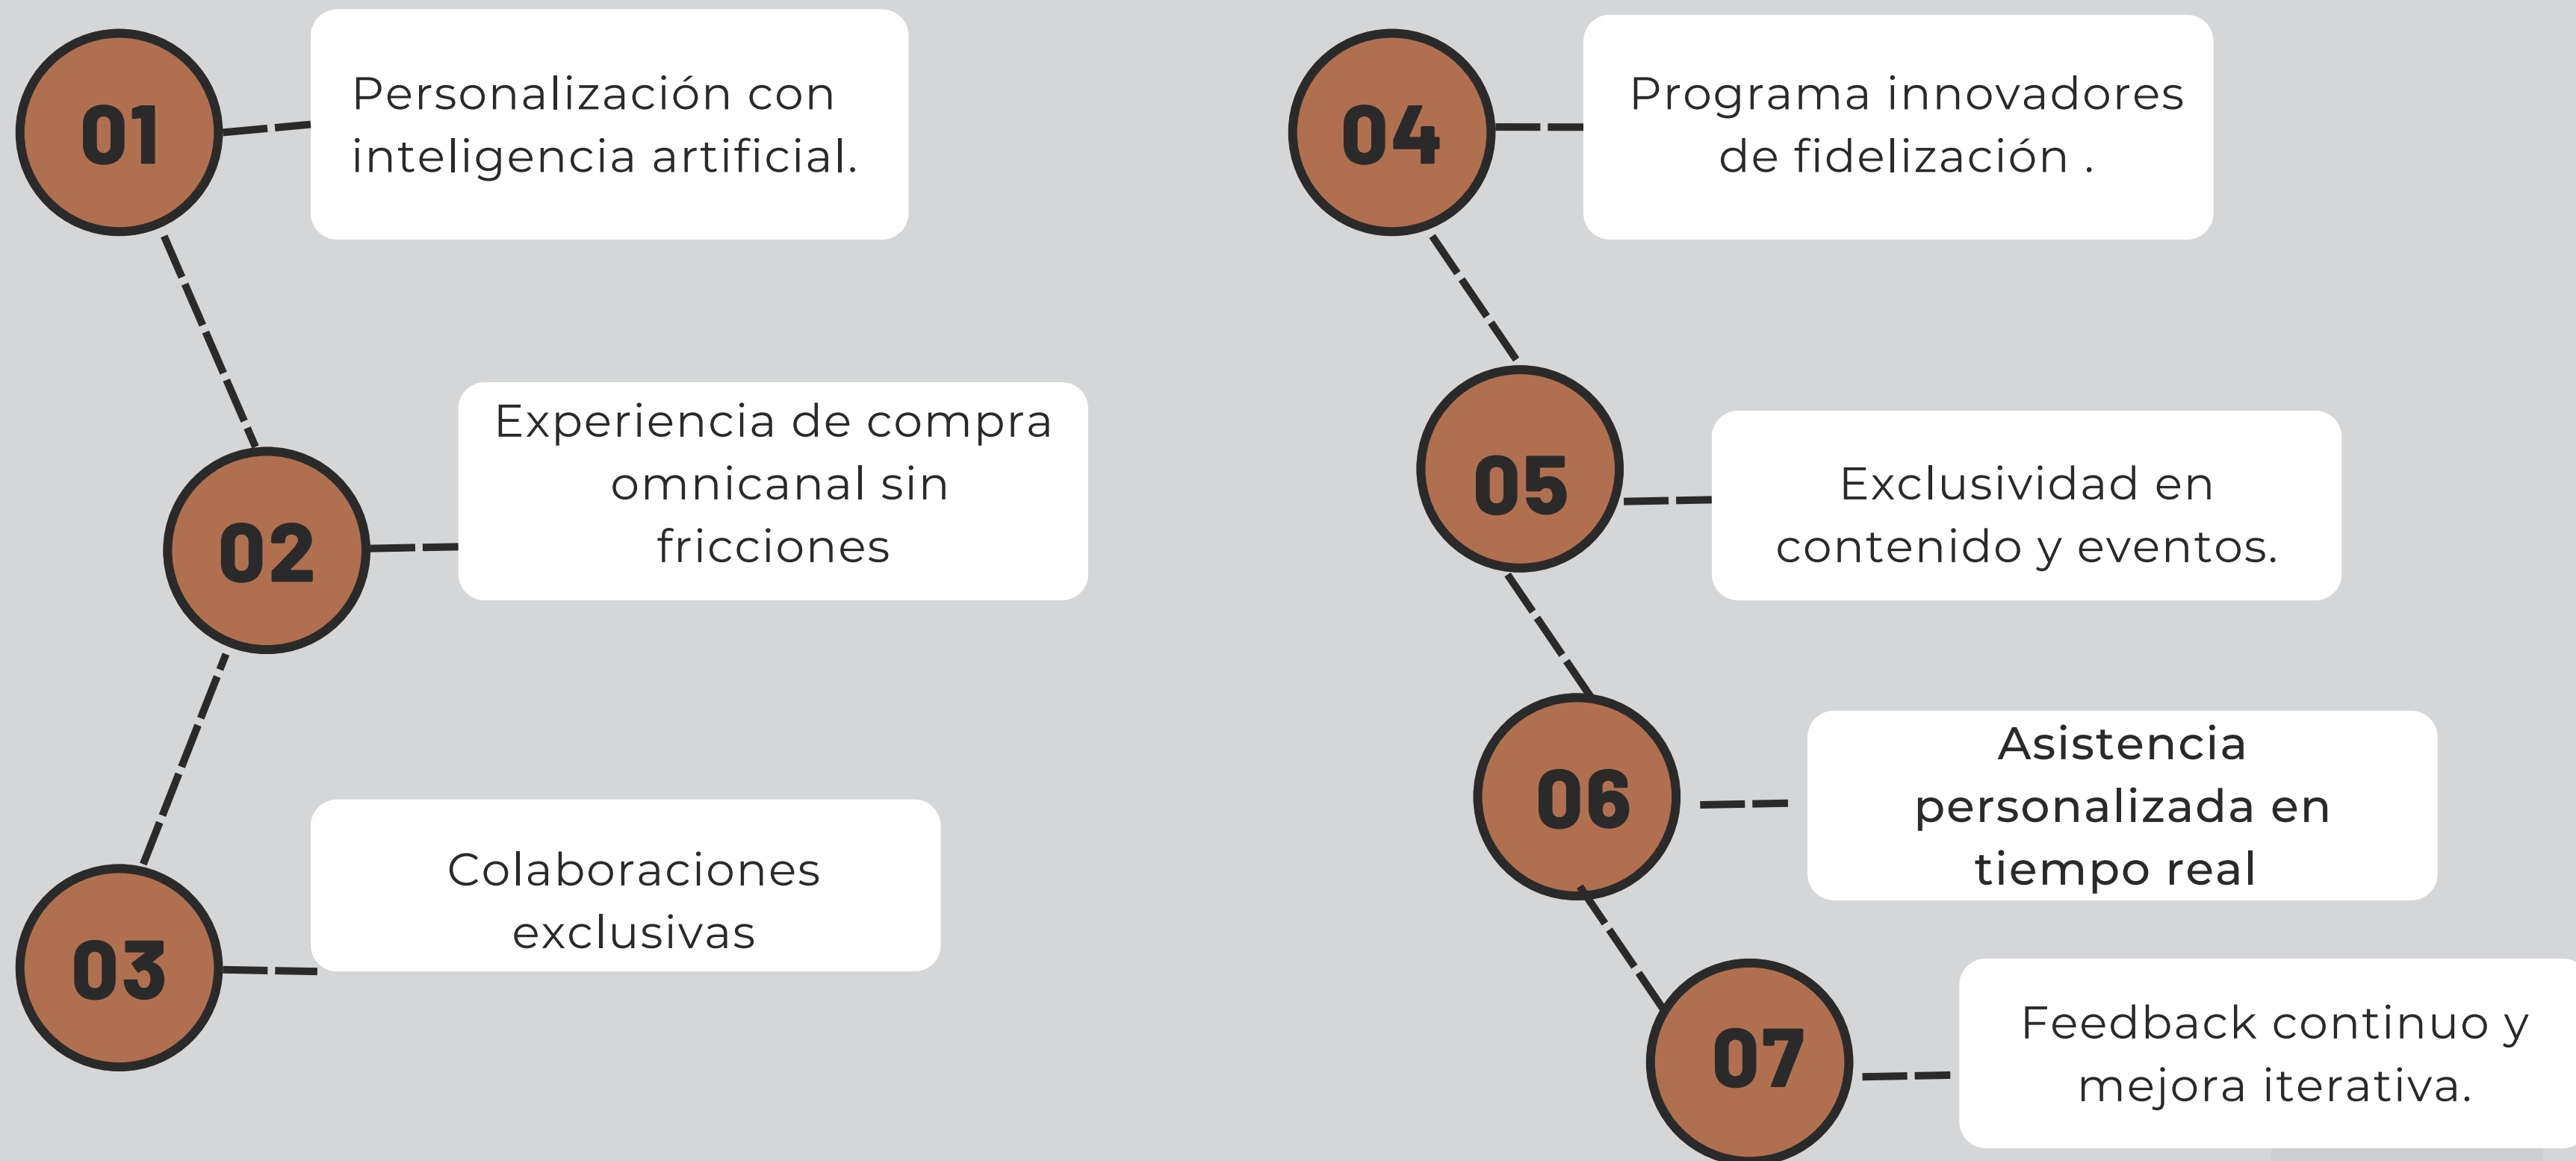 01
Personalización con
inteligencia artificial.
02
Experiencia de compra
omnicanal sin
fricciones
03
Colaboraciones
exclusivas
04
Programa innovadores
de fidelización .
05
Exclusividad en
contenido y eventos.
06
Asistencia
personalizada en
tiempo real
07
Feedback continuo y
mejora iterativa.